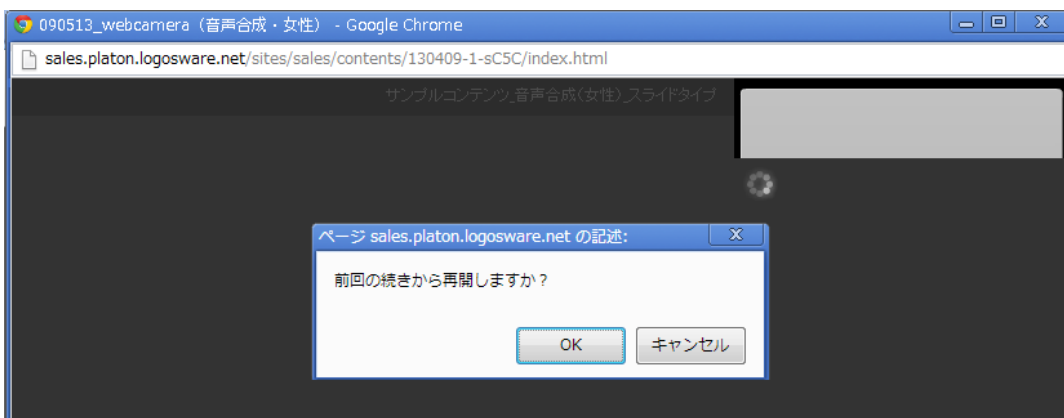 090513_webcamera（音声合成・女性） - Google Chrome
sales.platon.logosware.net/sites/sales/contents/130409-1-sC5C/index.html
サンプルコンテンツ_音声合成(女性)_スライドタイプ
ページ sales.platon.logosware.net の記述:
前回の続きから再開しますか？
OK
キャンセル